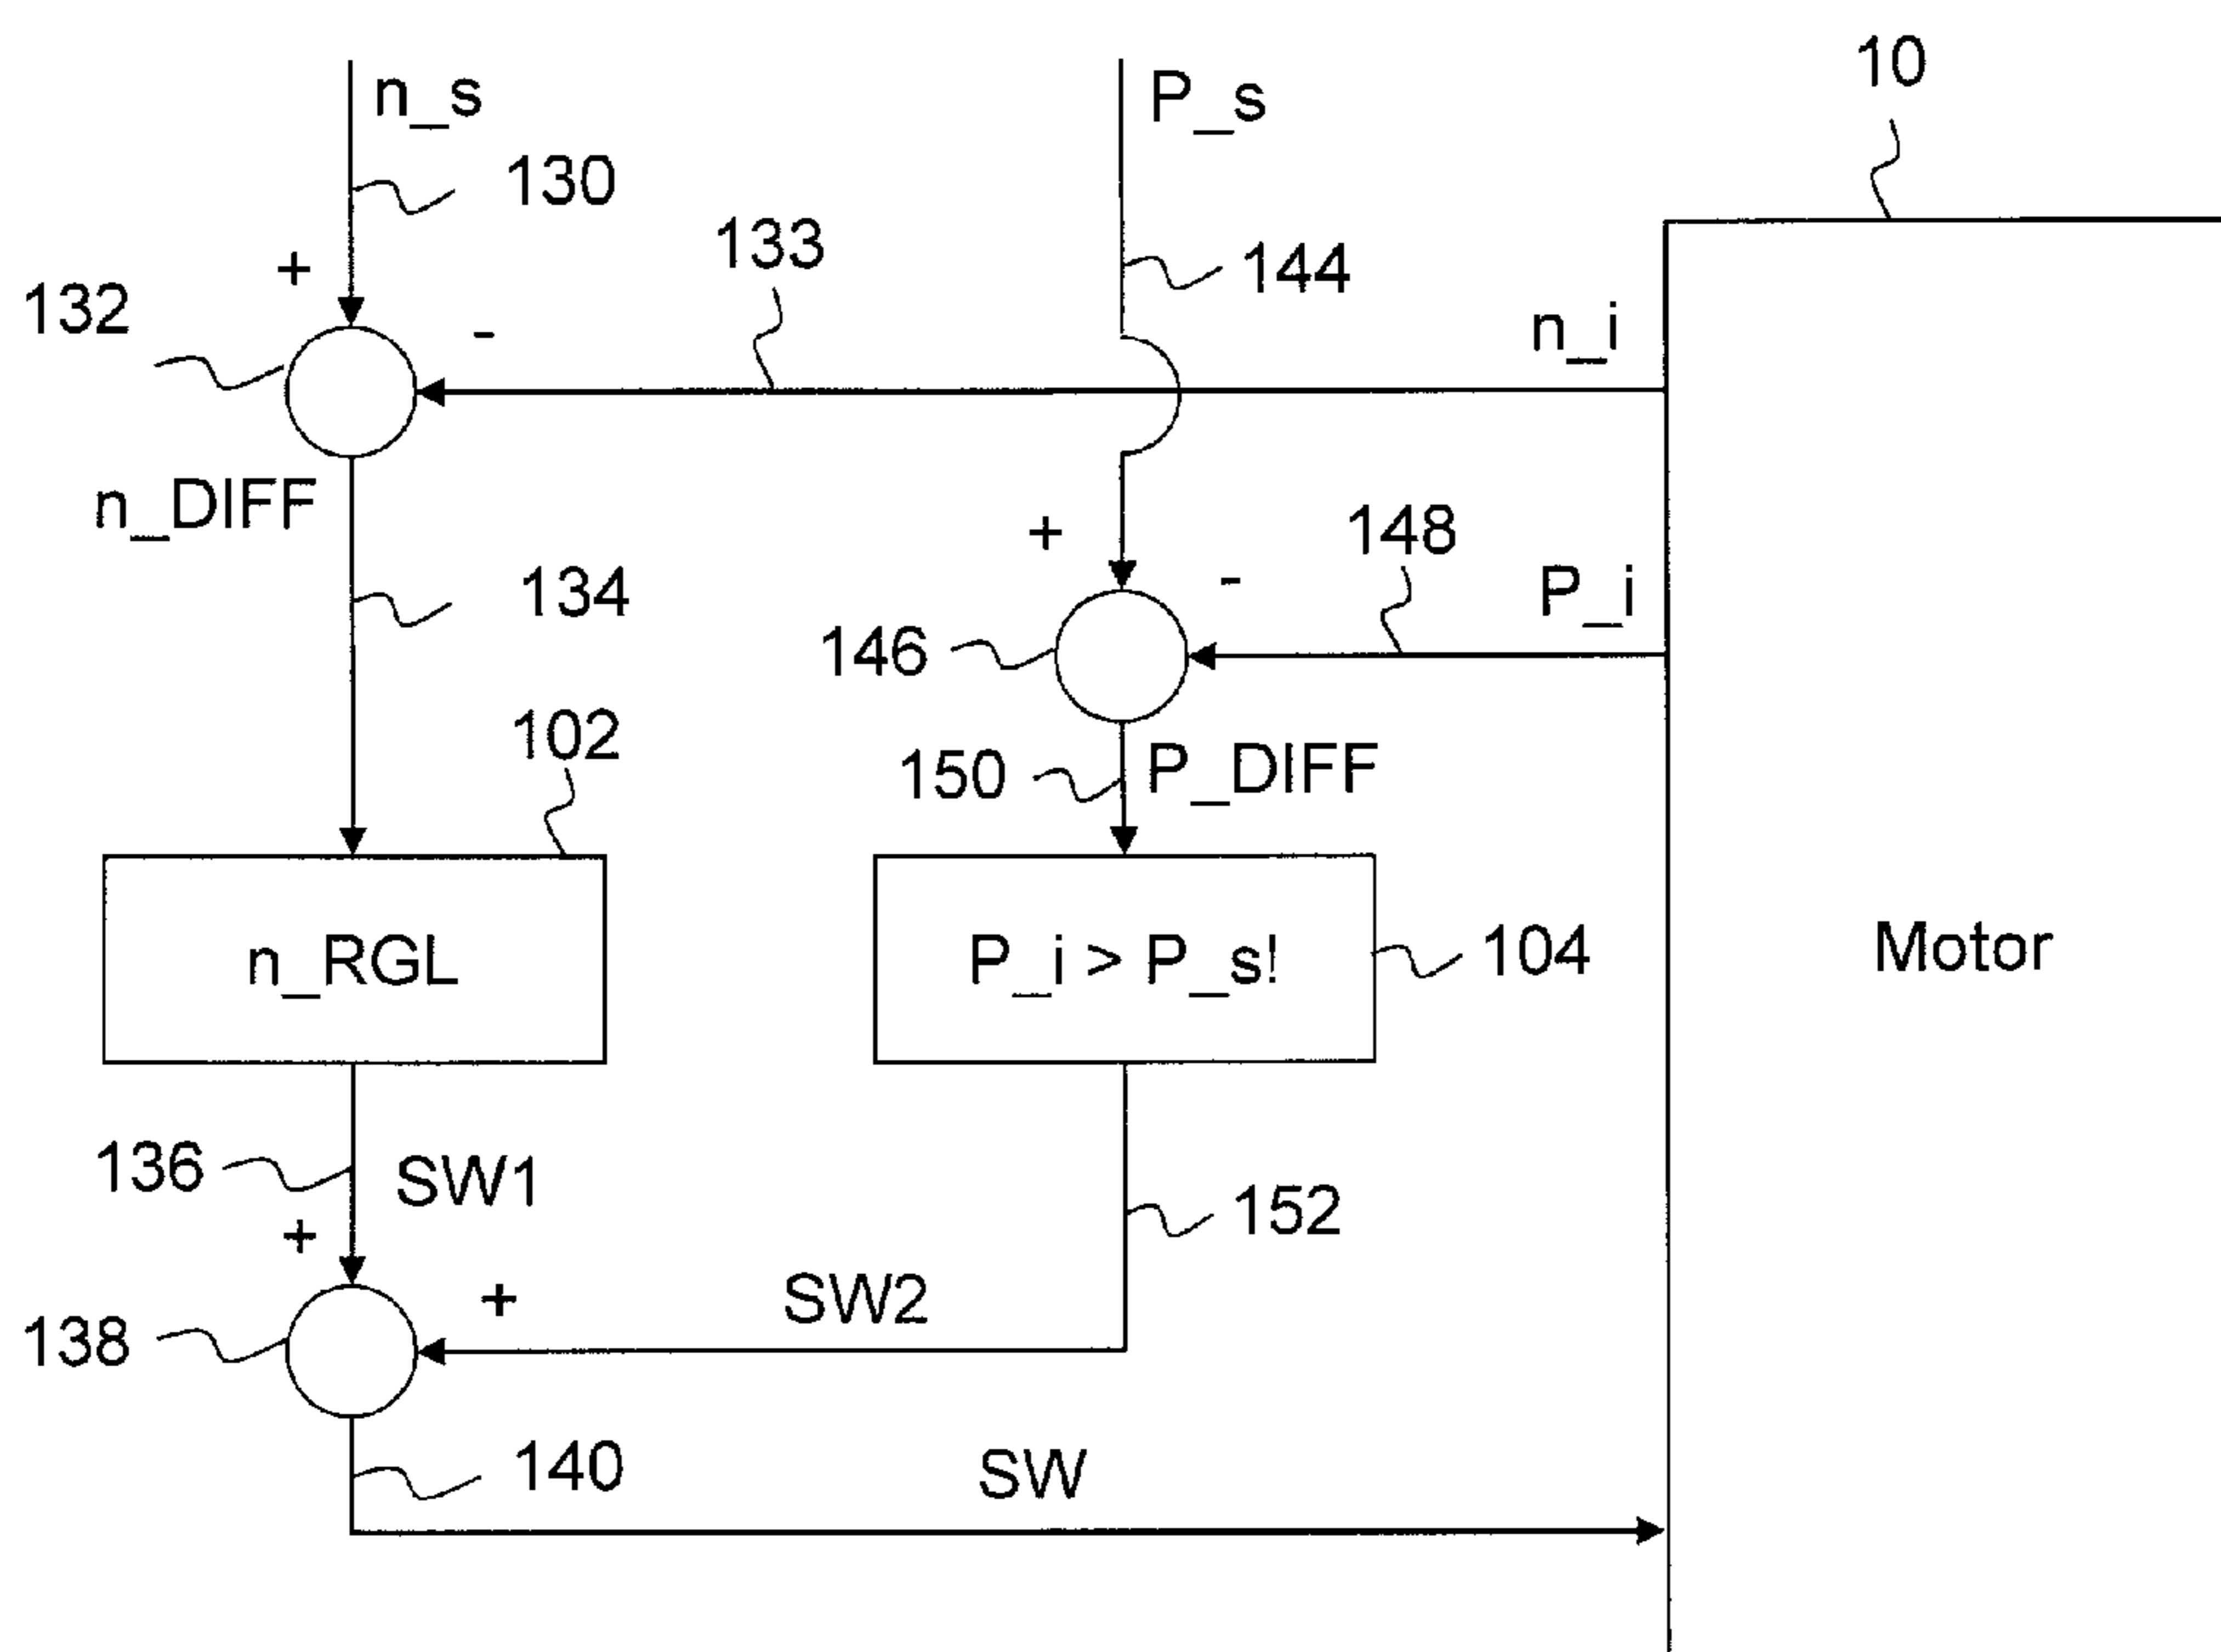 10
n_s
P_s
130
133
+
144
132
-
n_i
n_DIFF
+
148
-
134
P_i
146
102
150
P_DIFF
n_RGL
P_i > P_s!
104
Motor
136
SW1
152
+
SW2
+
138
140
SW